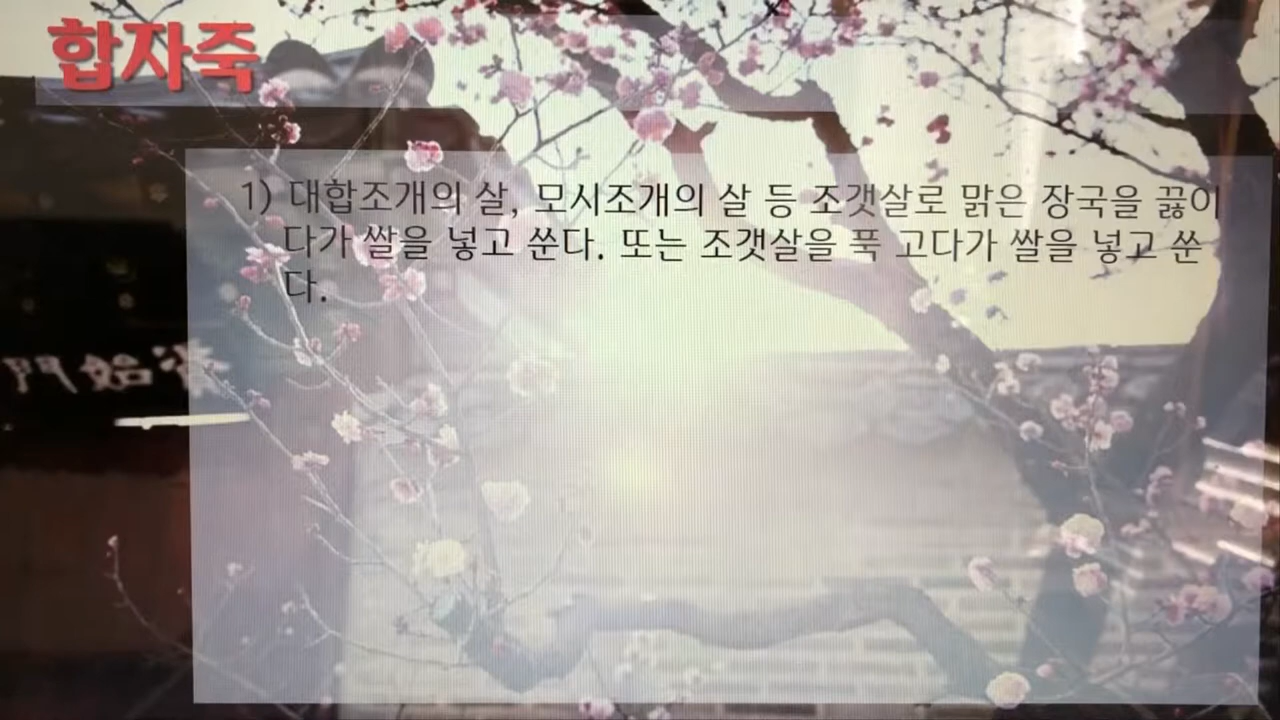 합자죽
1) 대합조개의 살, 모시조개의 살 등 조갯살로 맑은 장국을 끓이
다가 쌀을 넣고 쑨다. 또는 조갯살을 푹 고다가 쌀을 넣고 쑨
다.
門始